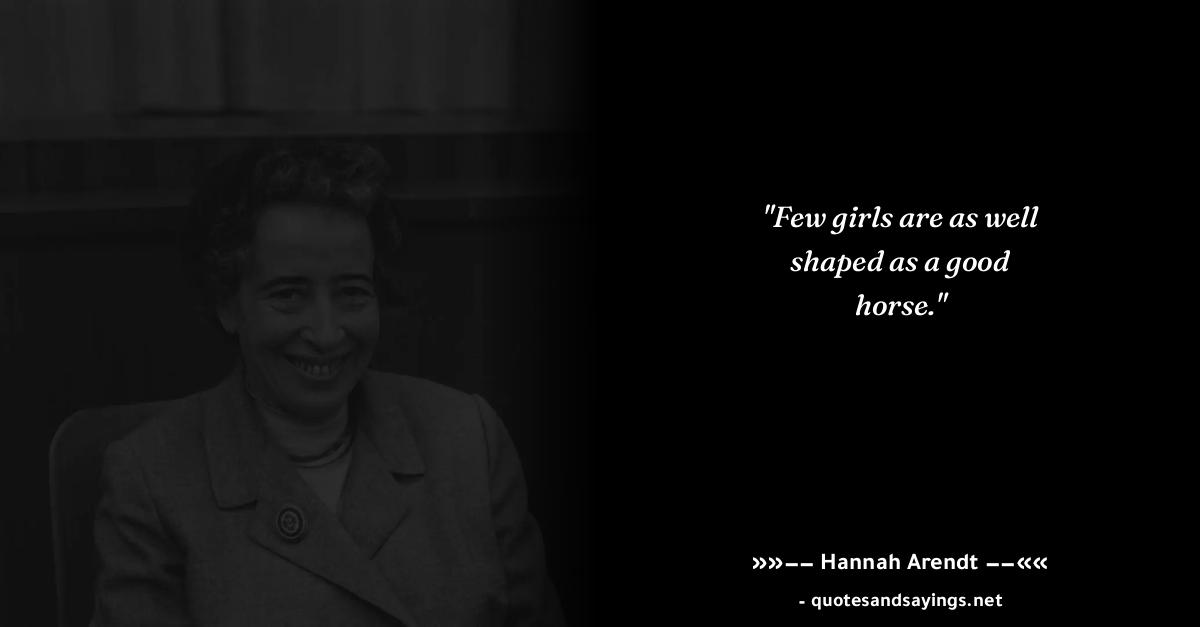 "Few girls are as well
shaped as a good
horse."
»»−− Hannah Arendt −−««
- quotesandsayings.net